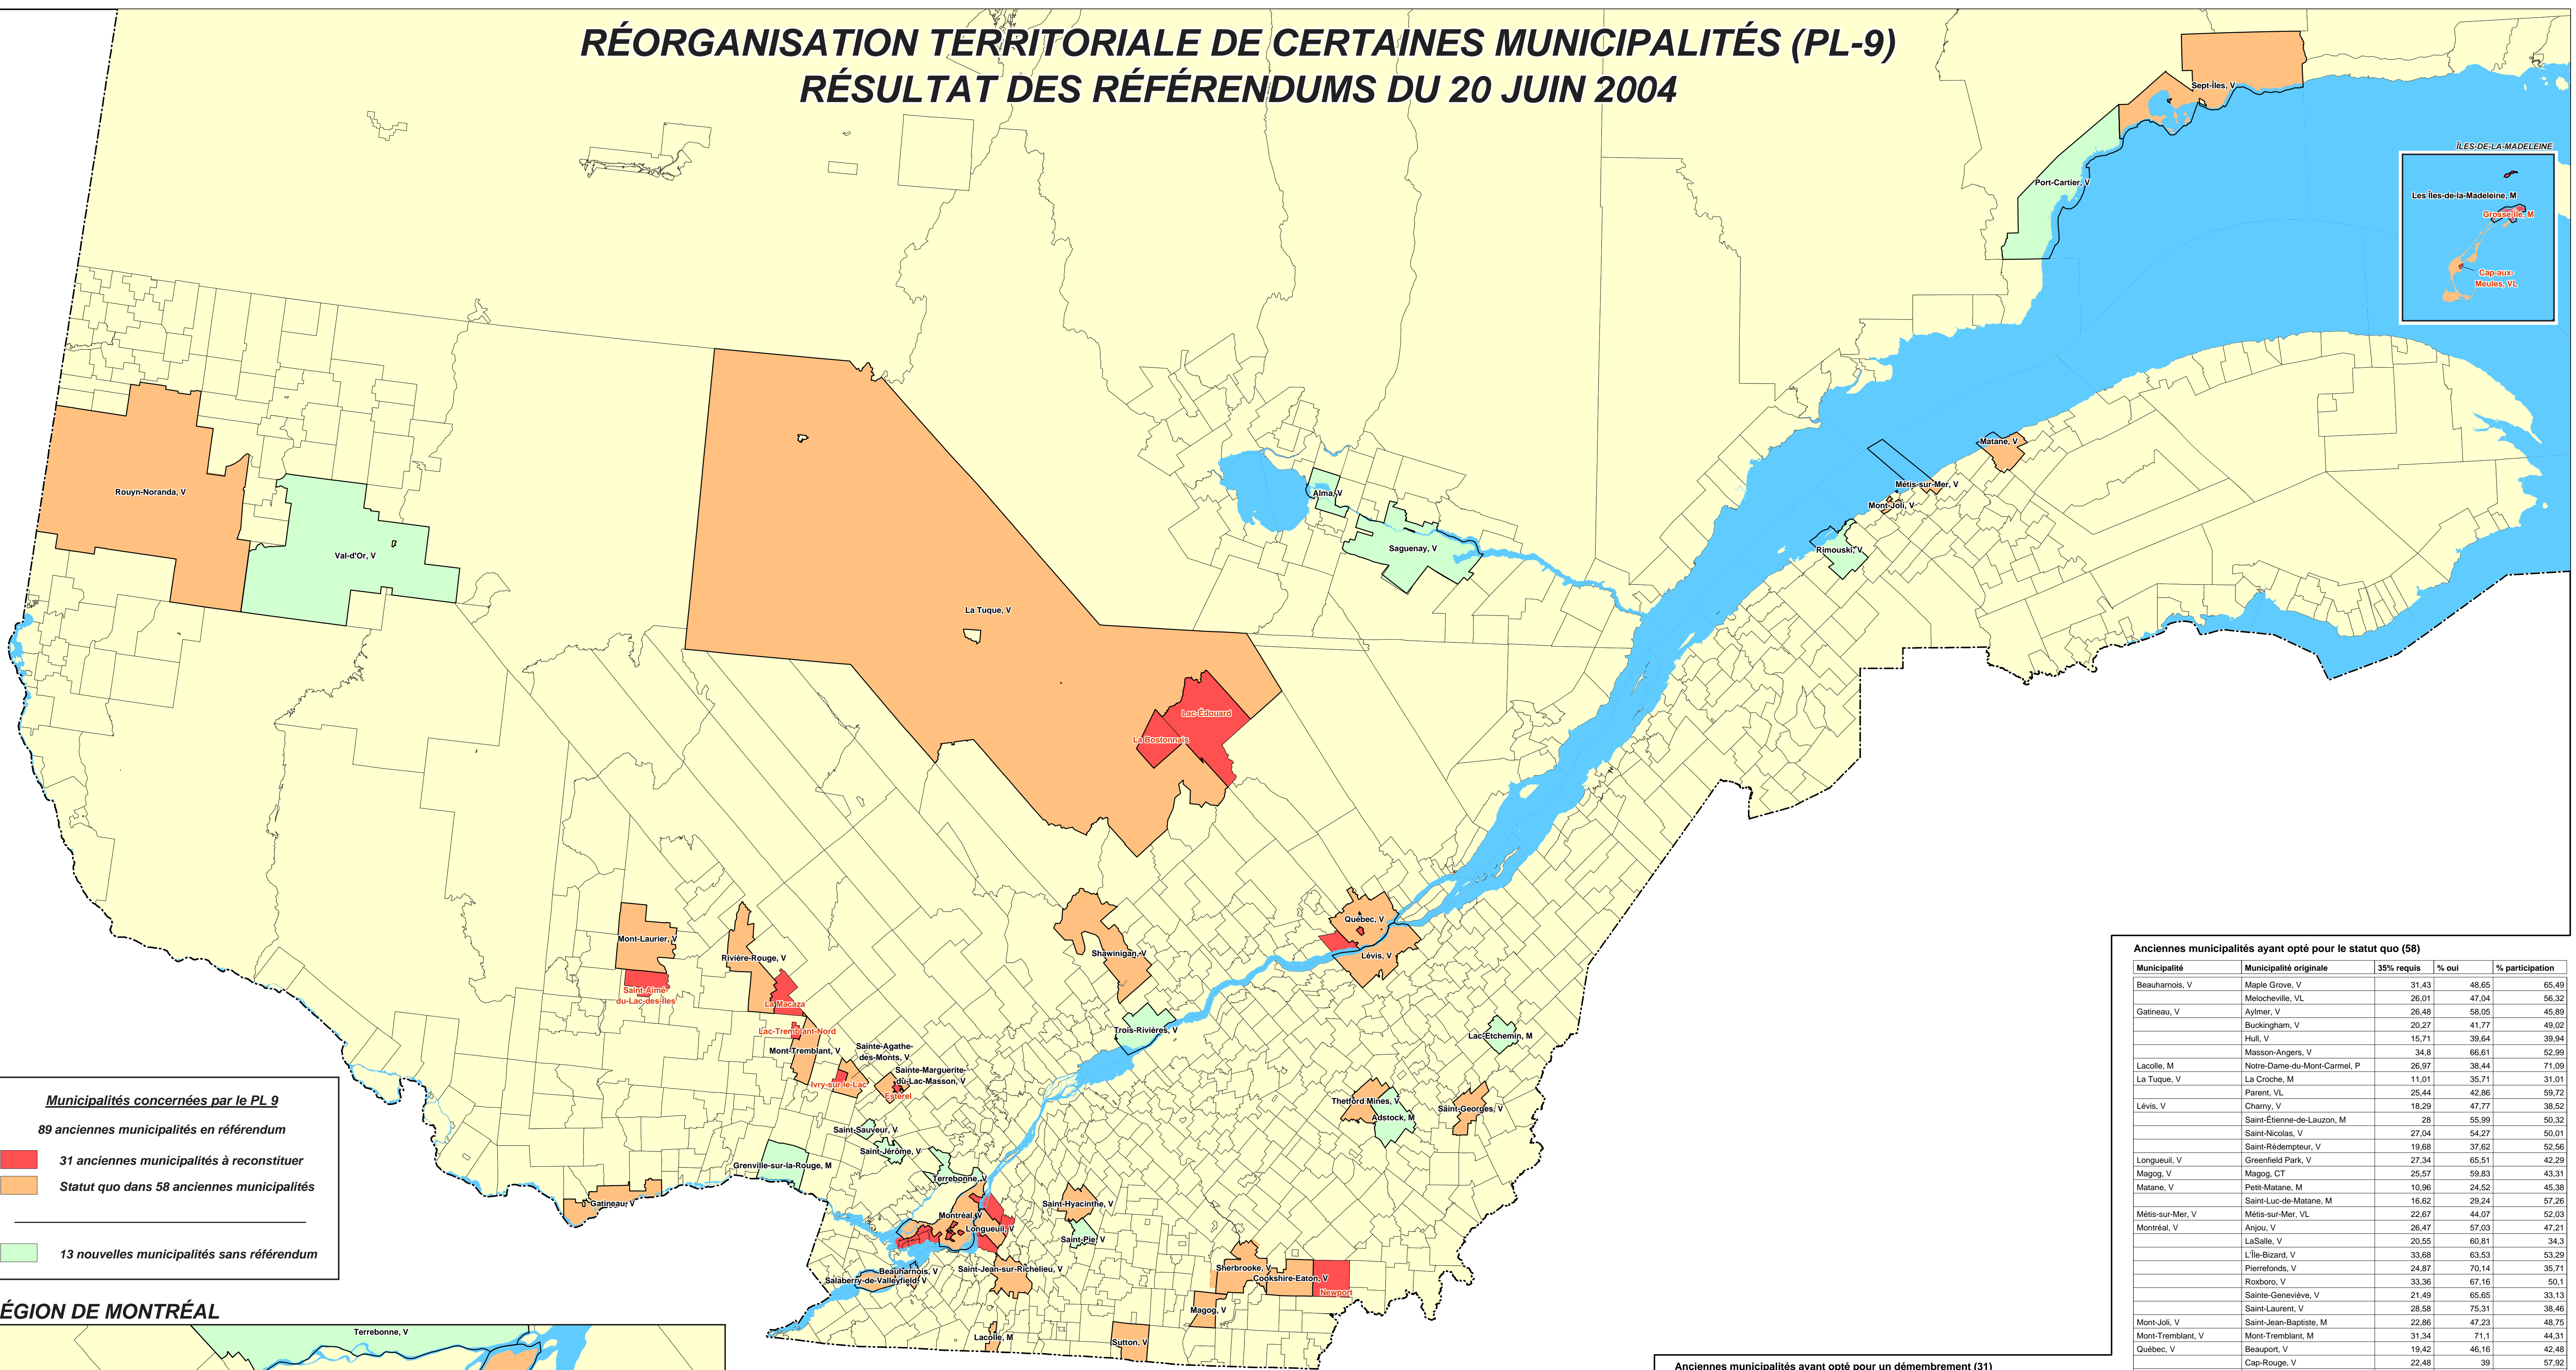 RÉORGANISATION TERRITORIALE DE CERTAINES MUNICIPALITÉS (PL-9)
RÉSULTAT DES RÉFÉRENDUMS DU 20 JUIN 2004
Sept-Îles, V
Port-Cartier, V
ÎLES-DE-LA-MADELEINE
Les Îles-de-la-Madeleine, M
Grosse-Île, M
Cap-aux-
Meules, VL
Matane, V
Métis-sur-Mer, V
Mont-Joli, V
Rimouski, V
Alma, V
Saguenay, V
Rouyn-Noranda, V
Val-d'Or, V
La Tuque, V
Lac-Édouard
La Bostonnais
Québec, V
Lévis, V
Shawinigan, V
Trois-Rivières, V
Mont-Laurier, V
Saint-Aimé-
du-Lac-des-Îles
Rivière-Rouge, V
La Macaza
Lac-Tremblant-Nord
Mont-Tremblant, V
Sainte-Agathe-
des-Monts, V
Ivry-sur-le-Lac
Sainte-Marguerite-
du-Lac-Masson, V
Estérel
Saint-Sauveur, V
Saint-Jérôme, V
Grenville-sur-la-Rouge, M
Terrebonne, V
Gatineau, V
Montréal, V
Longueuil, V
Saint-Hyacinthe, V
Saint-Pie, V
Beauharnois, V
Salaberry-de-Valleyfield, V
Saint-Jean-sur-Richelieu, V
Lacolle, M
Sutton, V
Magog, V
Sherbrooke, V
Cookshire-Eaton, V
Newport
Lac-Etchemin, M
Thetford Mines, V
Adstock, M
Saint-Georges, V
Municipalités concernées par le PL 9
89 anciennes municipalités en référendum
31 anciennes municipalités à reconstituer
Statut quo dans 58 anciennes municipalités
13 nouvelles municipalités sans référendum
ÉGION DE MONTRÉAL
Terrebonne, V
Anciennes municipalités ayant opté pour le statut quo (58)
Municipalité Municipalité originale 35% requis % oui % participation
Beauharnois, V Maple Grove, V 31,43 48,65 65,49
Melocheville, VL 26,01 47,04 56,32
Gatineau, V Aylmer, V 26,48 58,05 45,89
Buckingham, V 20,27 41,77 49,02
Hull, V 15,71 39,64 39,94
Masson-Angers, V 34,8 66,61 52,99
Lacolle, M Notre-Dame-du-Mont-Carmel, P 26,97 38,44 71,09
La Tuque, V La Croche, M 11,01 35,71 31,01
Parent, VL 25,44 42,86 59,72
Lévis, V Charny, V 18,29 47,77 38,52
Saint-Étienne-de-Lauzon, M 28 55,99 50,32
Saint-Nicolas, V 27,04 54,27 50,01
Saint-Rédempteur, V 19,68 37,62 52,56
Longueuil, V Greenfield Park, V 27,34 65,51 42,29
Magog, V Magog, CT 25,57 59,83 43,31
Matane, V Petit-Matane, M 10,96 24,52 45,38
Saint-Luc-de-Matane, M 16,62 29,24 57,26
Métis-sur-Mer, V Métis-sur-Mer, VL 22,67 44,07 52,03
Montréal, V Anjou, V 26,47 57,03 47,21
LaSalle, V 20,55 60,81 34,3
L'Île-Bizard, V 33,68 63,53 53,29
Pierrefonds, V 24,87 70,14 35,71
Roxboro, V 33,36 67,16 50,1
Sainte-Geneviève, V 21,49 65,65 33,13
Saint-Laurent, V 28,58 75,31 38,46
Mont-Joli, V Saint-Jean-Baptiste, M 22,86 47,23 48,75
Mont-Tremblant, V Mont-Tremblant, M 31,34 71,1 44,31
Québec, V Beauport, V 19,42 46,16 42,48
Cap-Rouge, V 22,48 39 57,92
Anciennes municipalités ayant opté pour un démembrement (31)